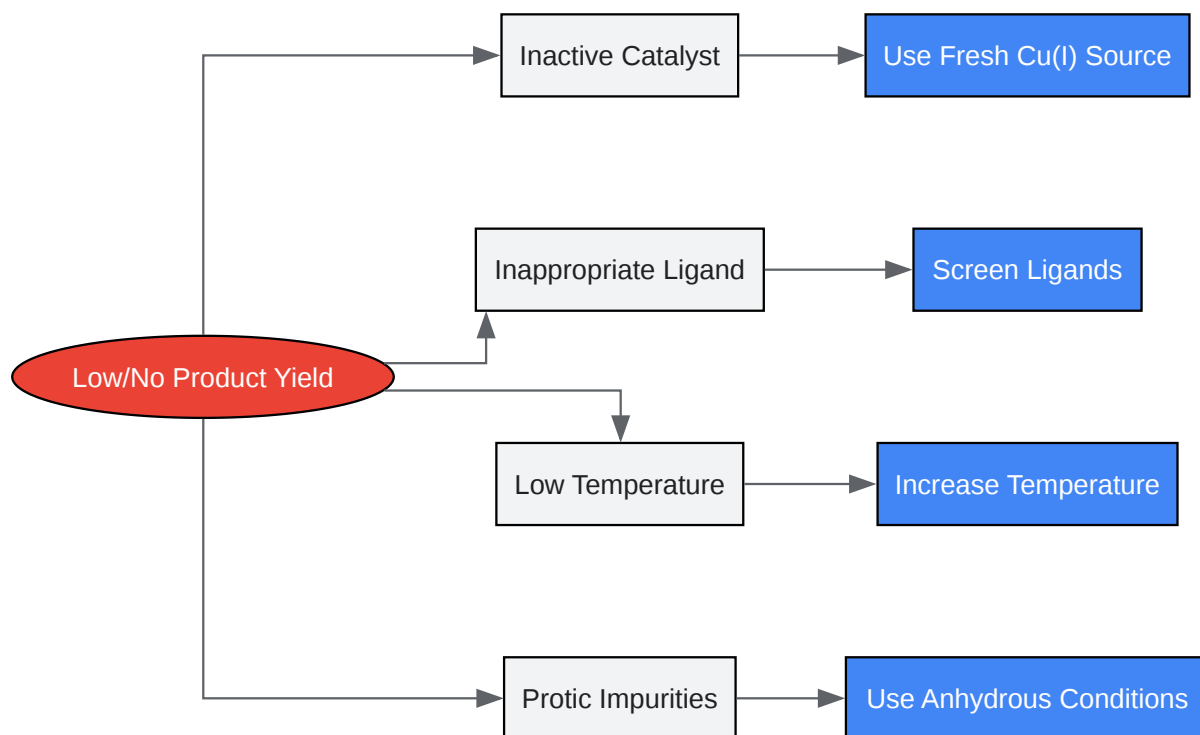 Inactive Catalyst
Use Fresh Cu(I) Source
Inappropriate Ligand
Screen Ligands
Low/No Product Yield
Low Temperature
Increase Temperature
Protic Impurities
Use Anhydrous Conditions